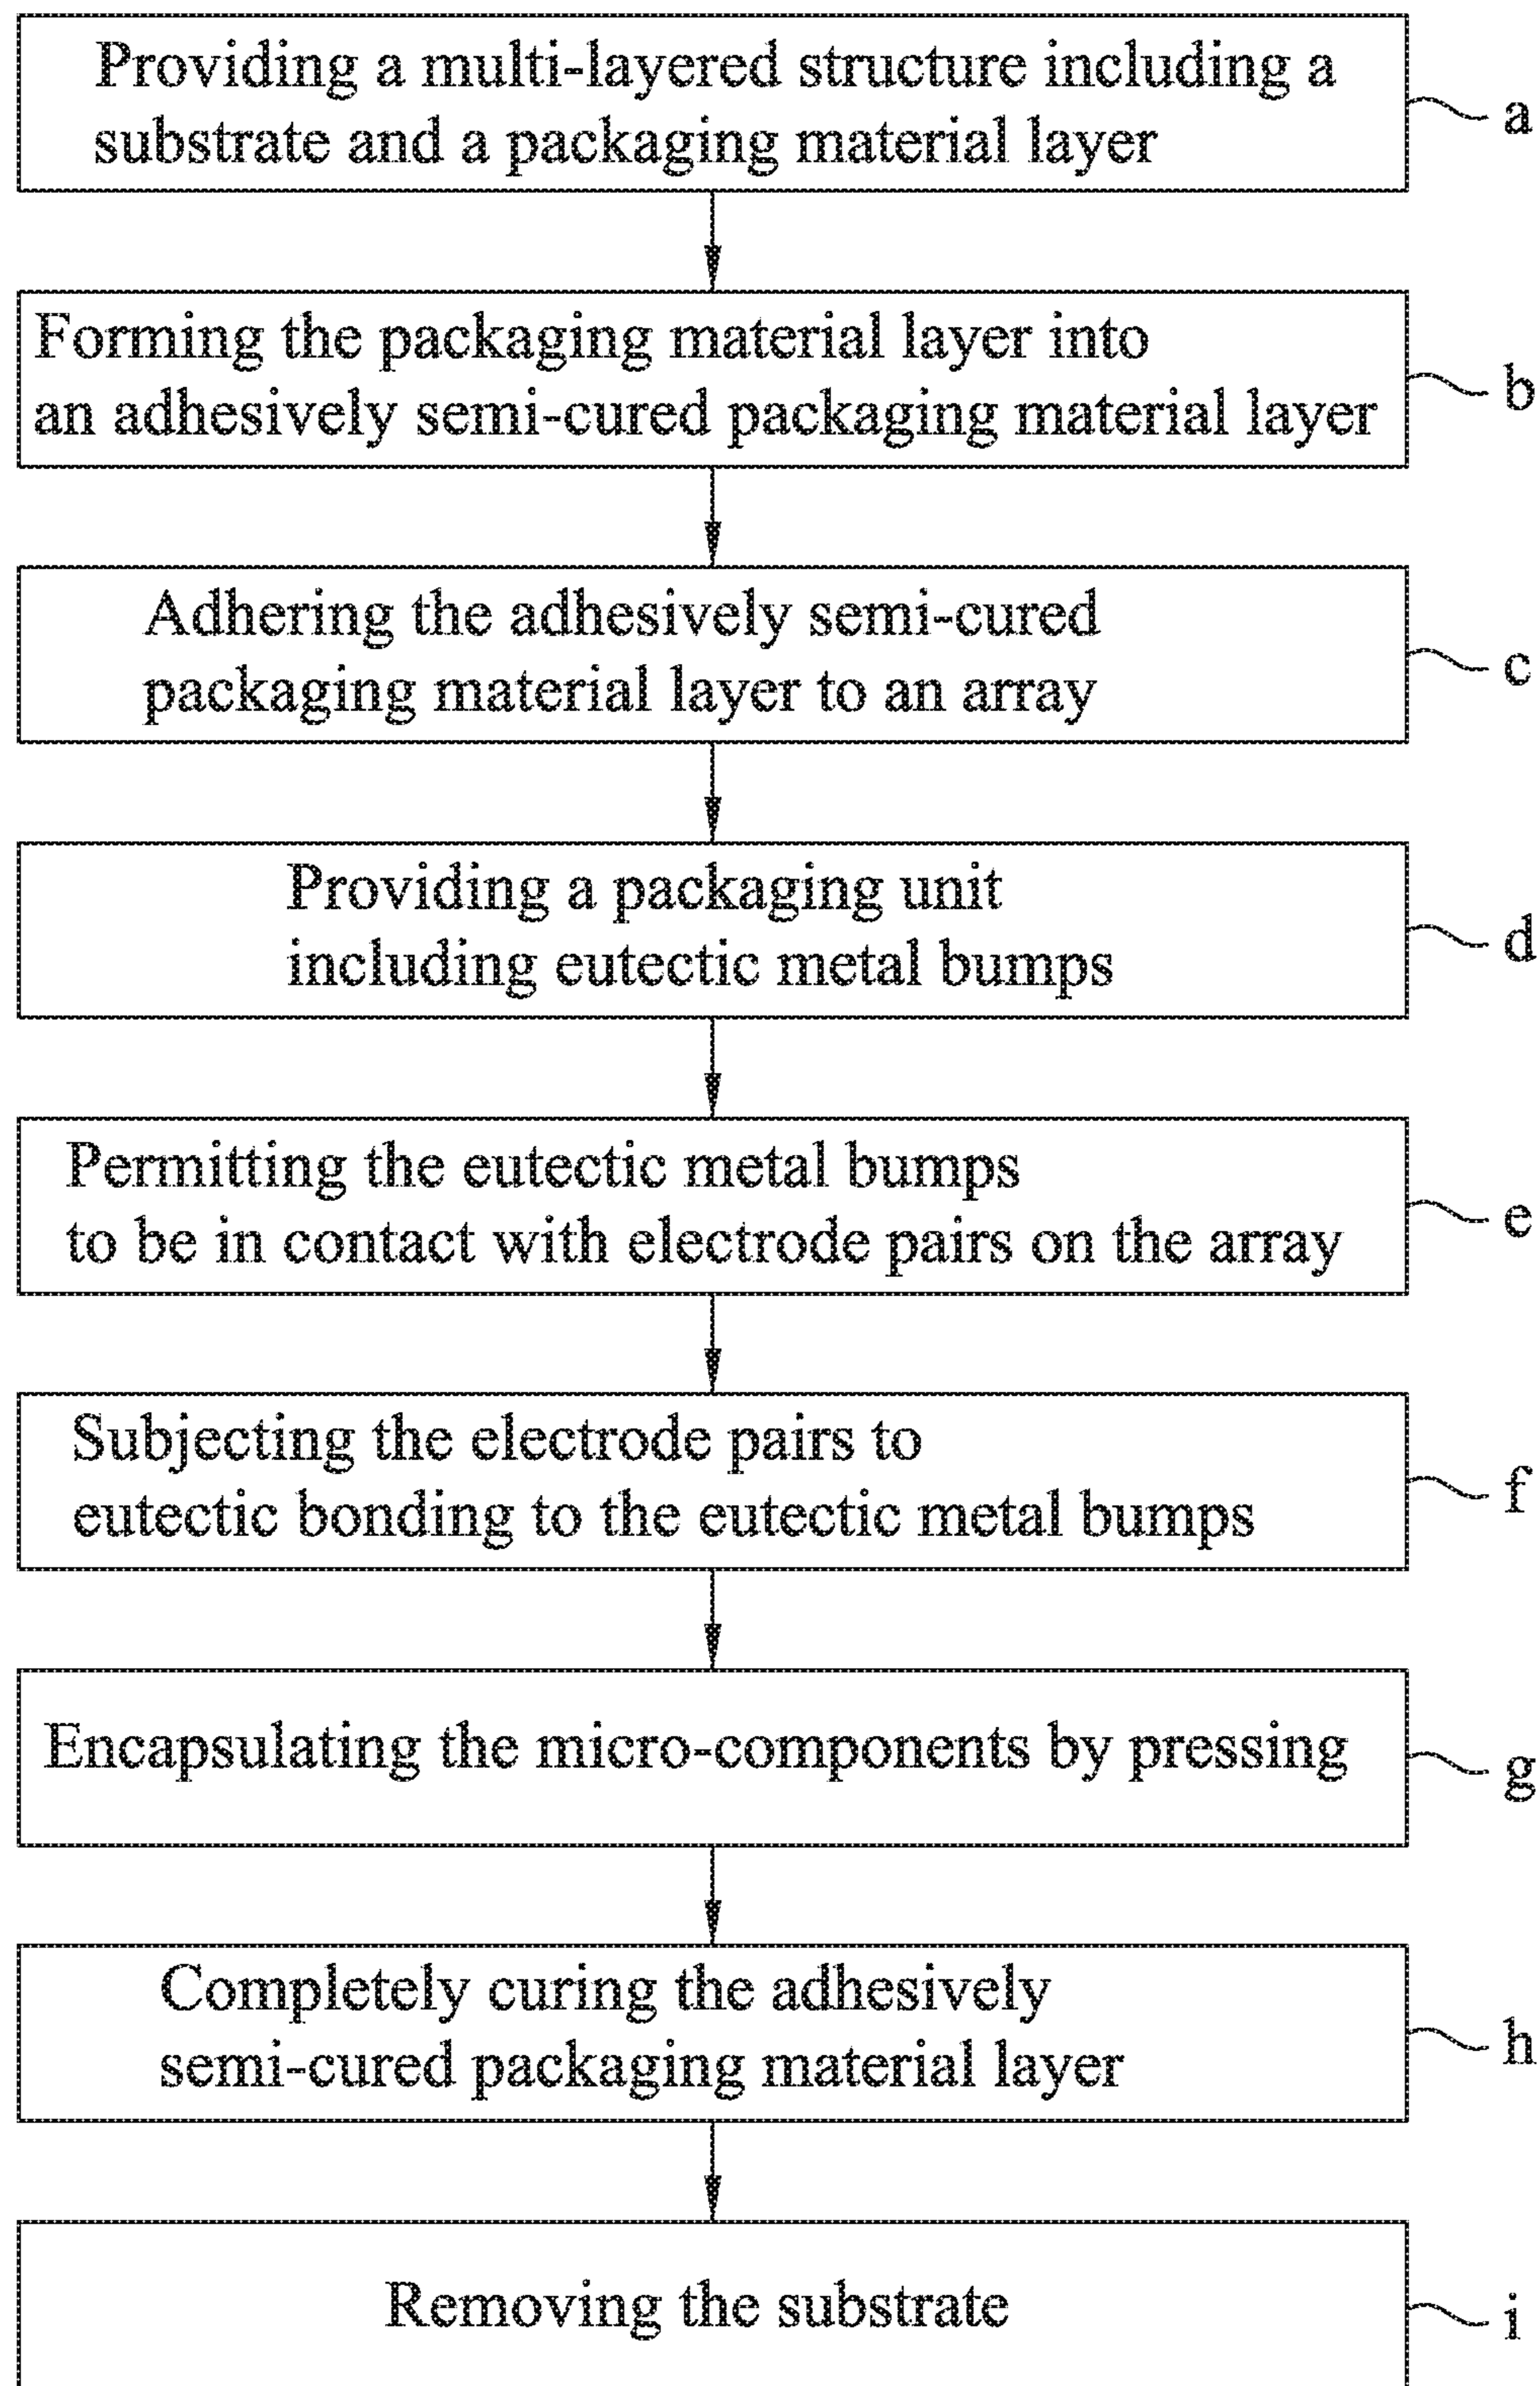 Providing a multi-layered structure including a
substrate and a packaging material layer
a
Forming the packaging material layer into
an adhesively semi-cured packaging material layer
b
Adhering the adhesively semi-cured
packaging material layer to an array
c
Providing a packaging unit
including eutectic metal bumps
d
Permitting the eutectic metal bumps
to be in contact with electrode pairs on the array
e
Subjecting the electrode pairs to
eutectic bonding to the eutectic metal bumps
f
Encapsulating the micro-components by pressing
g
Completely curing the adhesively
semi-cured packaging material layer
h
Removing the substrate
i